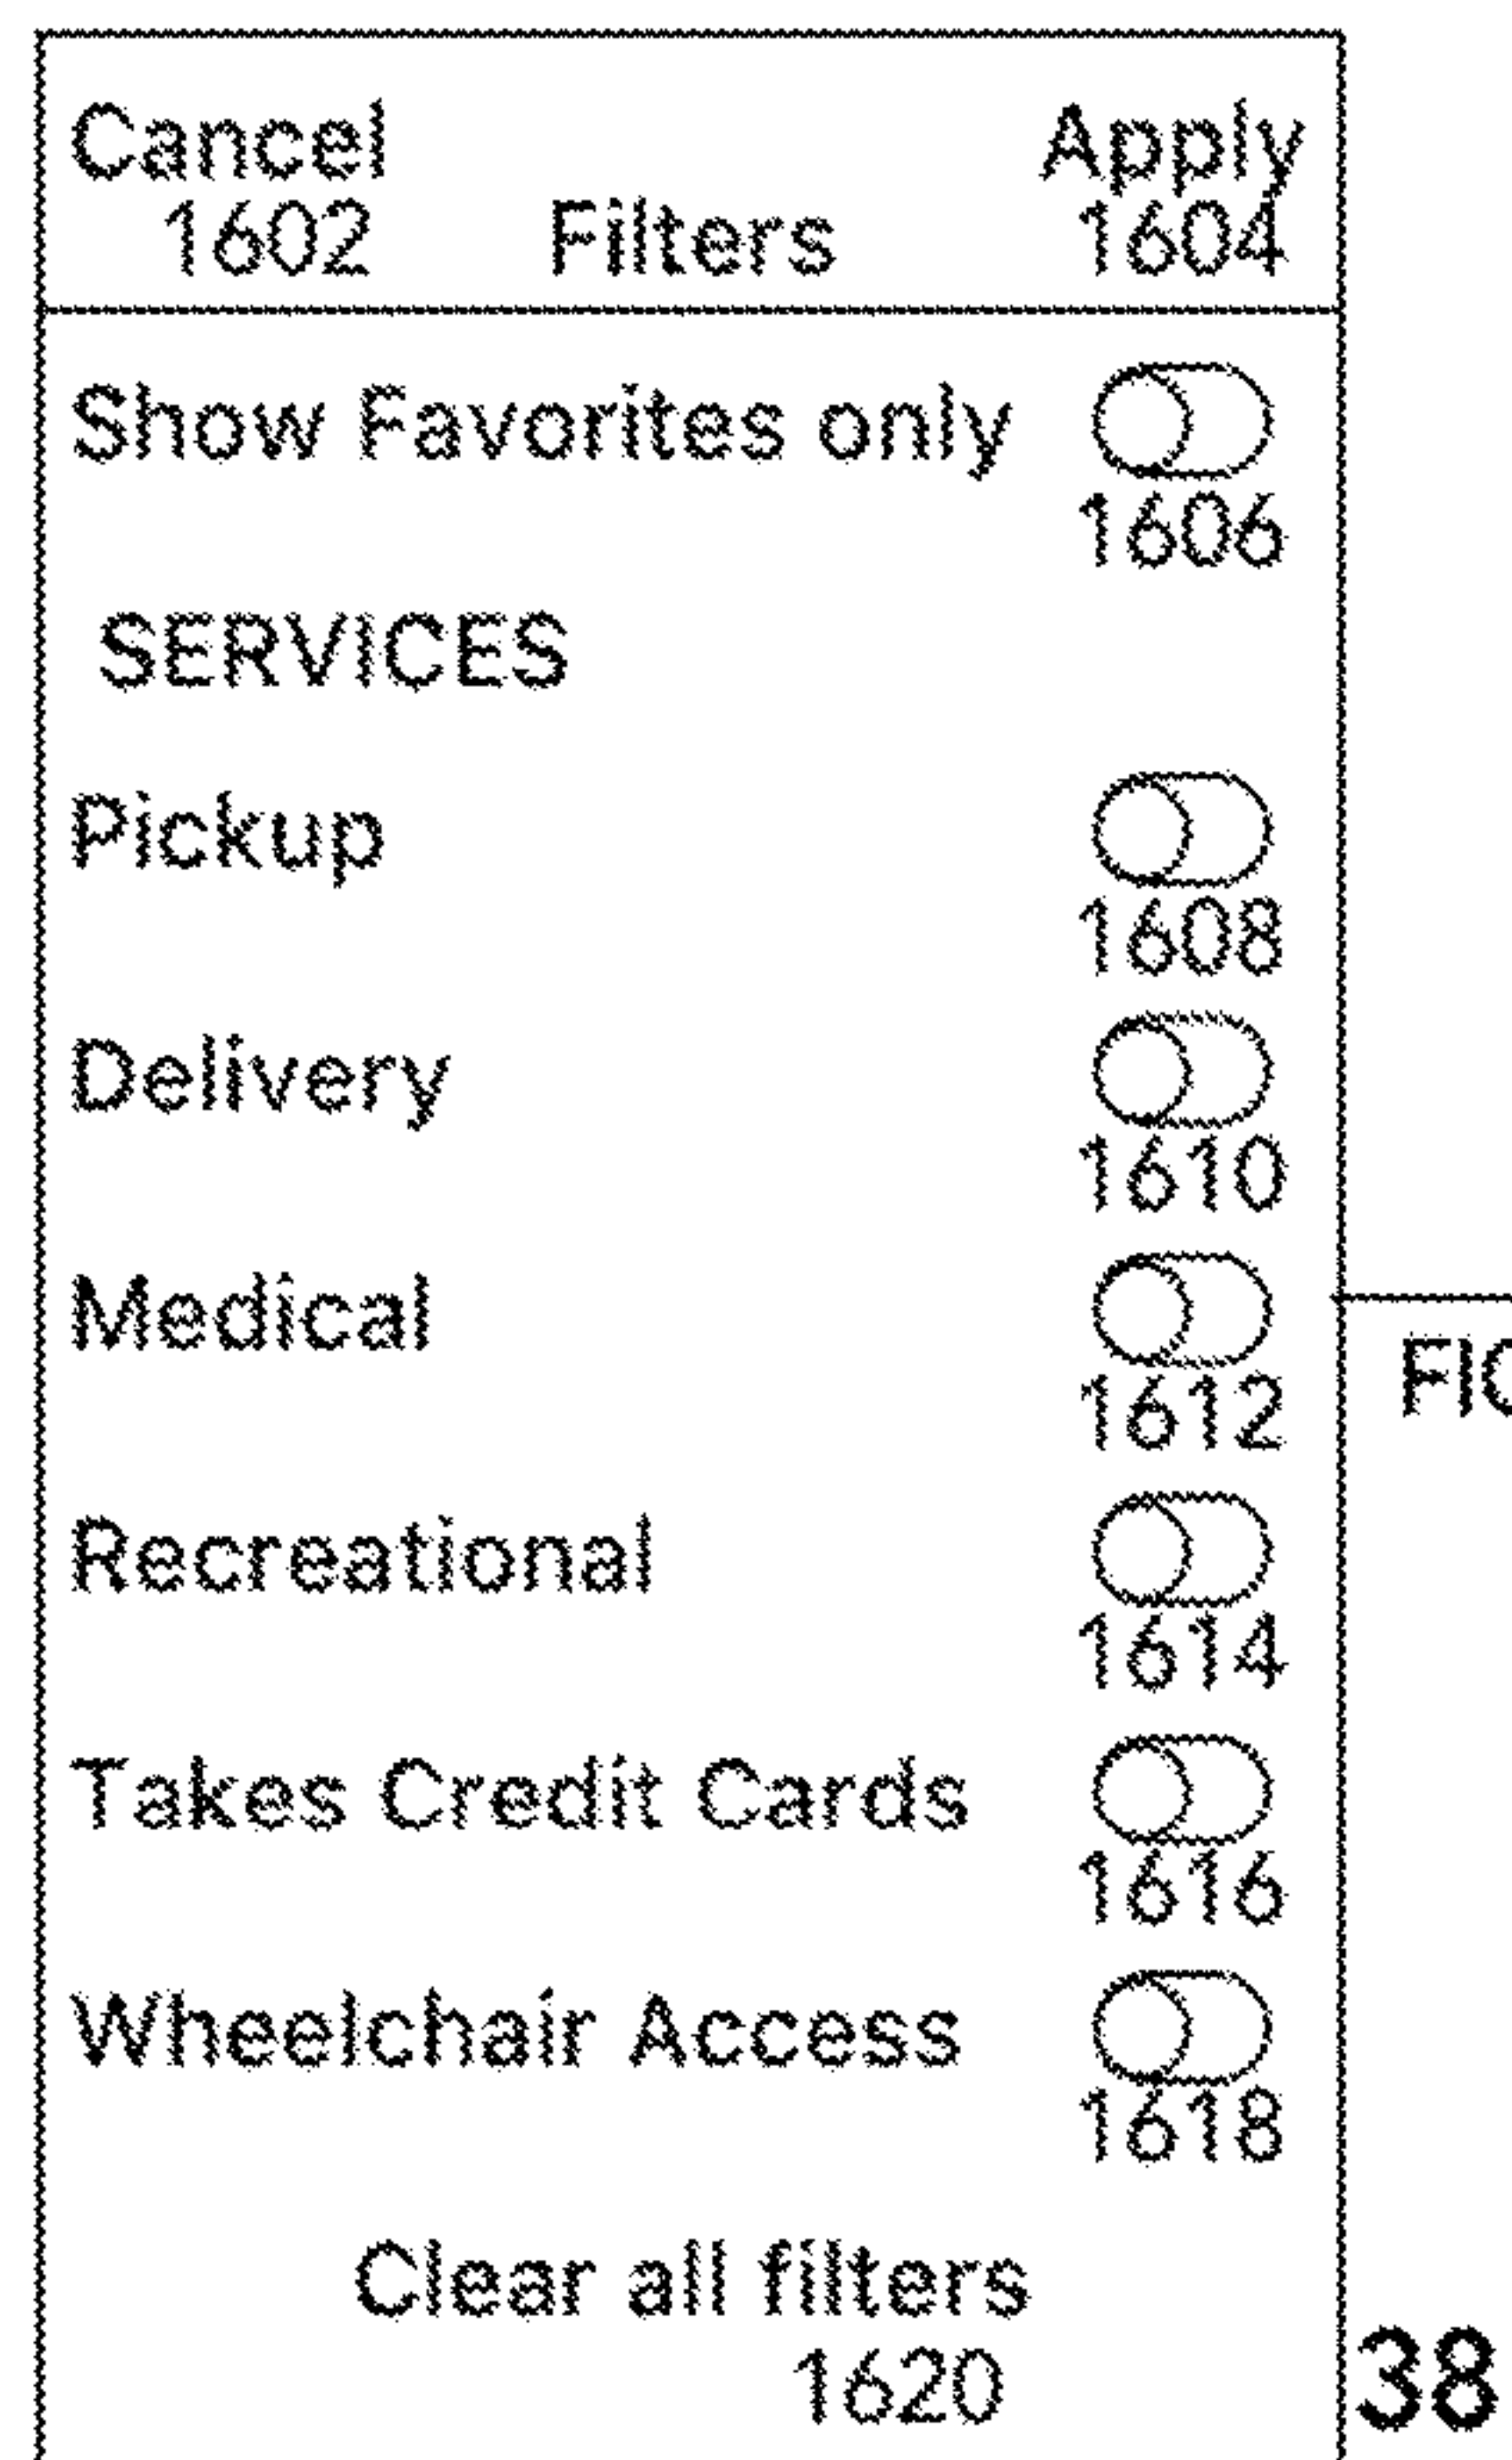 Cancel Apply
1602 Filters 1604
Show Favorites only
1606
SERVICES
Pickup
1608
Delivery
1610
Medical
1612
FIG
Recreational
1614
Takes Credit Cards
1616
Wheelchair Access
1618
Clear all filters
1620
38